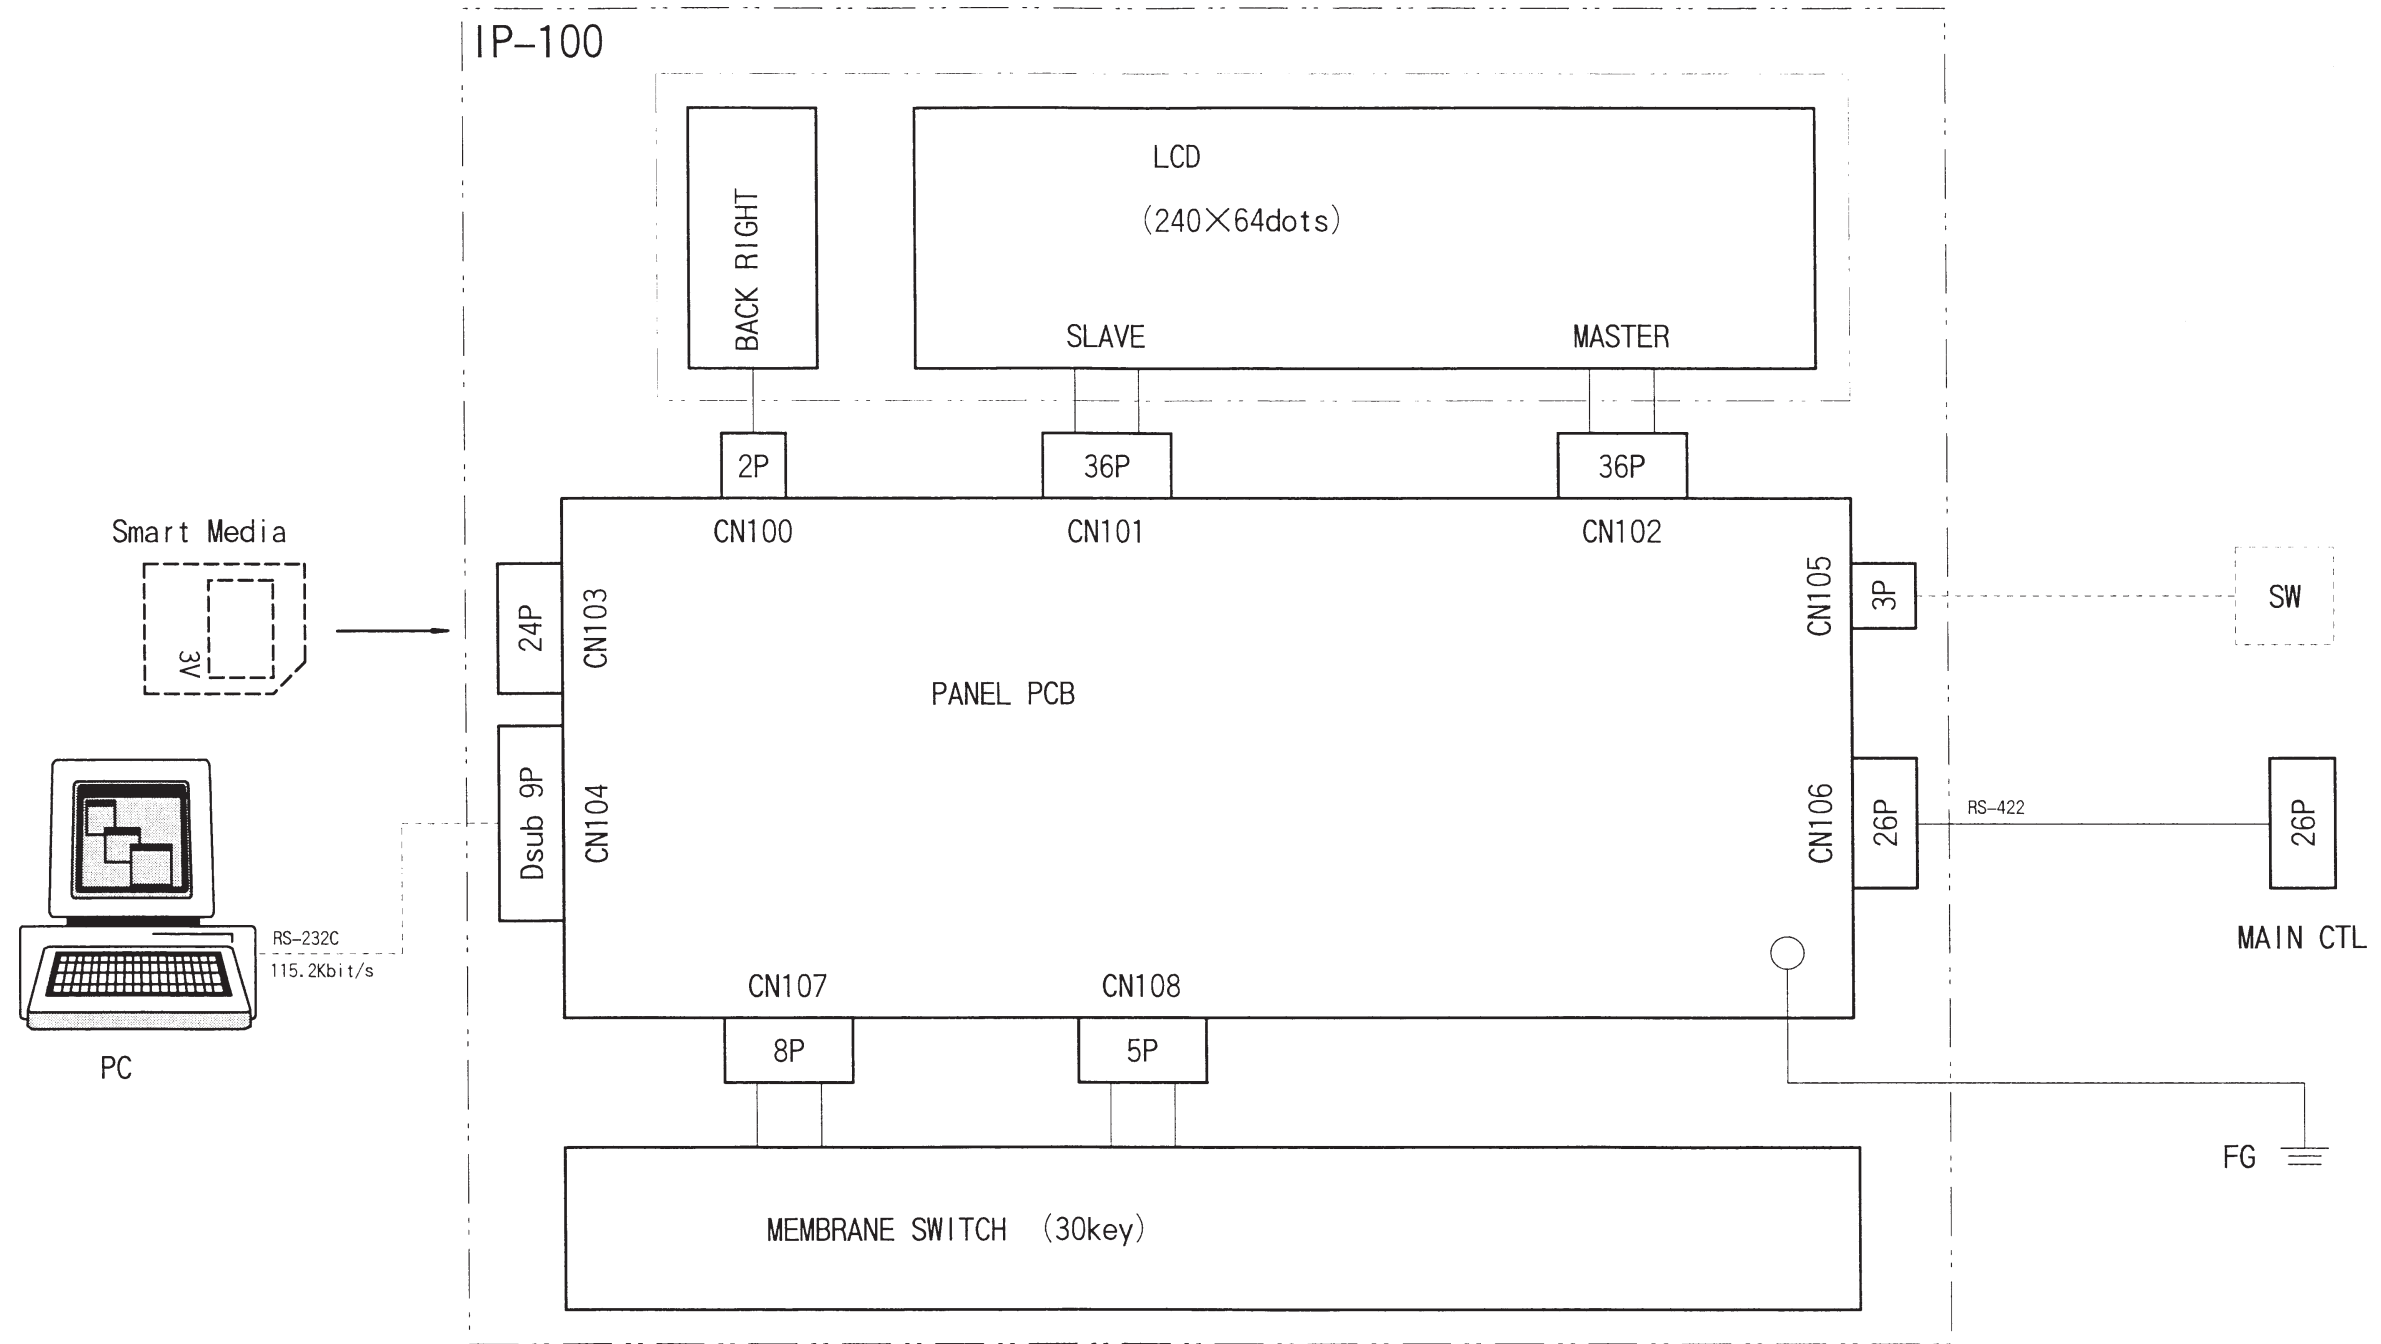 IP-100
BACK RIGHT
LCD
(240×64dots)
SLAVE
MASTER
2P
36P
36P
CN100
CN101
CN102
Smart Media
3V
24P
CN103
CN105
3P
SW
PANEL PCB
Dsub 9P
CN104
CN106
26P
RS-422
26P
MAIN CTL
RS-232C
115.2Kbit/s
PC
CN107
CN108
8P
5P
FG
MEMBRANE SWITCH (30key)